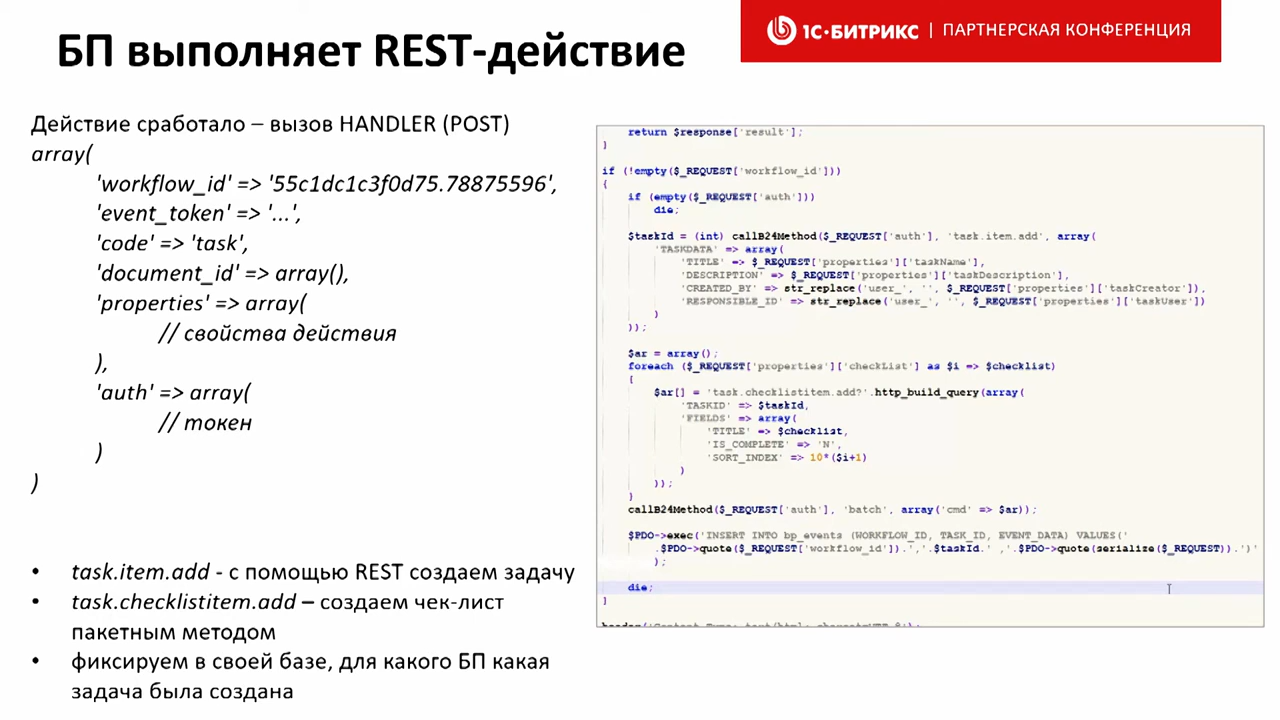 БП выполняет REST-действие
1С·БИТРИКС | ПАРТНЕРСКАЯ КОНФЕРЕНЦИЯ
Действие сработало – вызов HANDLER (POST)
array(
'workflow_id' => '55c1dc1c3f0d75.78875596',
'event_token' => '...',
'code' => 'task',
'document_id' => array(),
'properties' => array(
// свойства действия
),
'auth' => array(
// токен
)
)
• task.item.add - с помощью REST создаем задачу
• task.checklistitem.add – создаем чек-лист
пакетным методом
• фиксируем в своей базе, для какого БП какая
задача была создана
return $response['result'];
}
if (!empty($_REQUEST['workflow_id']))
{
if (empty($_REQUEST['auth']))
die;
$taskId = (int) callB24Method($_REQUEST['auth'], 'task.item.add', array(
'TASKDATA' => array(
'TITLE' => $_REQUEST['properties']['taskName'],
'DESCRIPTION' => $_REQUEST['properties']['taskDescription'],
'CREATED_BY' => str_replace('user_', '', $_REQUEST['properties']['taskCreator']),
'RESPONSIBLE_ID' => str_replace('user_', '', $_REQUEST['properties']['taskUser'])
)
));
$ar = array();
foreach ($_REQUEST['properties']['checkList'] as $i => $checklist)
{
$ar[] = 'task.checklistitem.add?'.http_build_query(array(
'TASKID' => $taskId,
'FIELDS' => array(
'TITLE' => $checklist,
'IS_COMPLETE' => 'N',
'SORT_INDEX' => 10*($i+1)
)
));
}
callB24Method($_REQUEST['auth'], 'batch', array('cmd' => $ar));
$PDO->exec('INSERT INTO bp_events (WORKFLOW_ID, TASK_ID, EVENT_DATA) VALUES('
.$PDO->quote($_REQUEST['workflow_id']).','.$taskId.' ,'.$PDO->quote(serialize($_REQUEST)).')'
);
die;
}